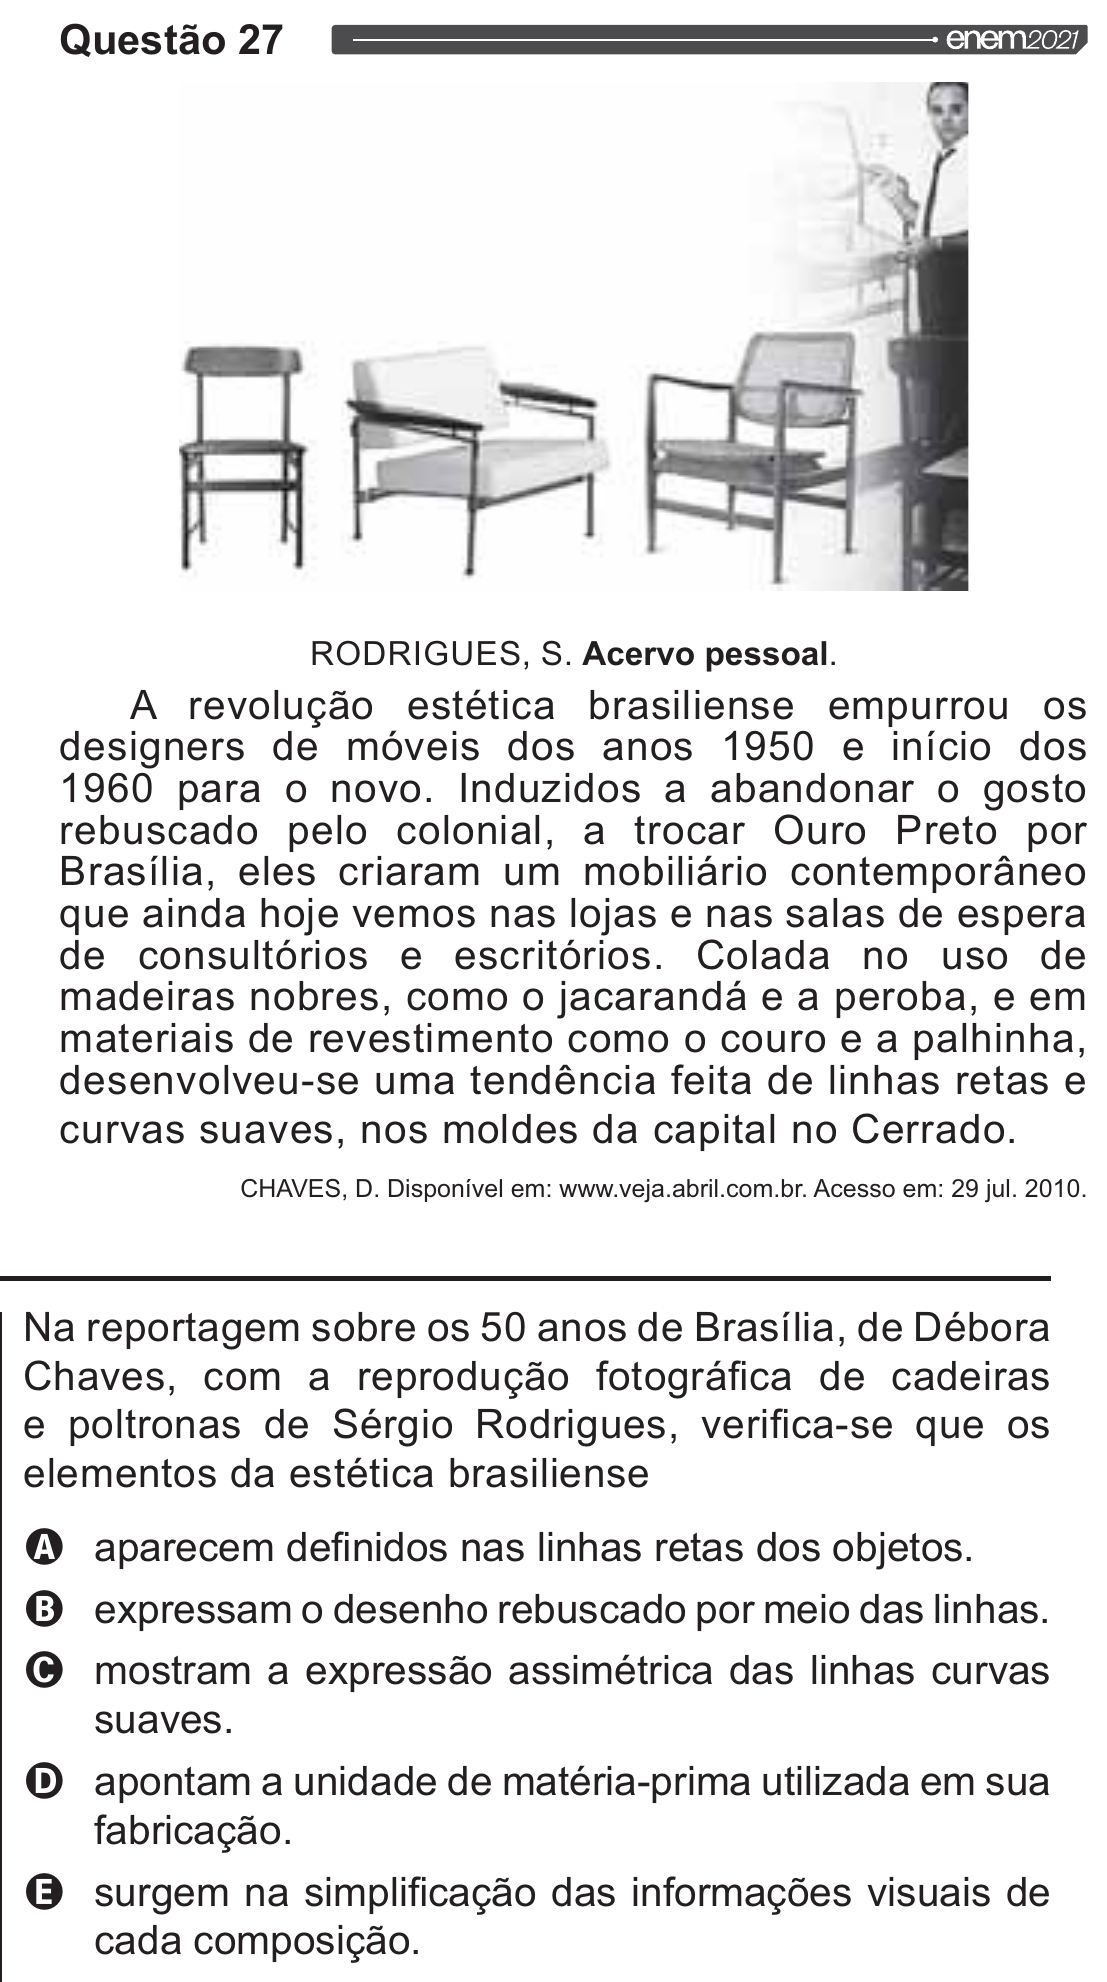 Questão 27
enem2021
RODRIGUES, S. Acervo pessoal.
A revolução estética brasiliense empurrou os
designers de móveis dos anos 1950 e início dos
1960 para o novo. Induzidos a abandonar o gosto
rebuscado pelo colonial, a trocar Ouro Preto por
Brasília, eles criaram um mobiliário contemporâneo
que ainda hoje vemos nas lojas e nas salas de espera
de consultórios e escritórios. Colada no uso de
madeiras nobres, como o jacarandá e a peroba, e em
materiais de revestimento como o couro e a palhinha,
desenvolveu-se uma tendência feita de linhas retas e
curvas suaves, nos moldes da capital no Cerrado.
CHAVES, D. Disponível em: www.veja.abril.com.br. Acesso em: 29 jul. 2010.
Na reportagem sobre os 50 anos de Brasília, de Débora
Chaves, com a reprodução fotográfica de cadeiras
e poltronas de Sérgio Rodrigues, verifica-se que os
elementos da estética brasiliense
A aparecem definidos nas linhas retas dos objetos.
B expressam o desenho rebuscado por meio das linhas.
C mostram a expressão assimétrica das linhas curvas
suaves.
D apontam a unidade de matéria-prima utilizada em sua
fabricação.
E surgem na simplificação das informações visuais de
cada composição.